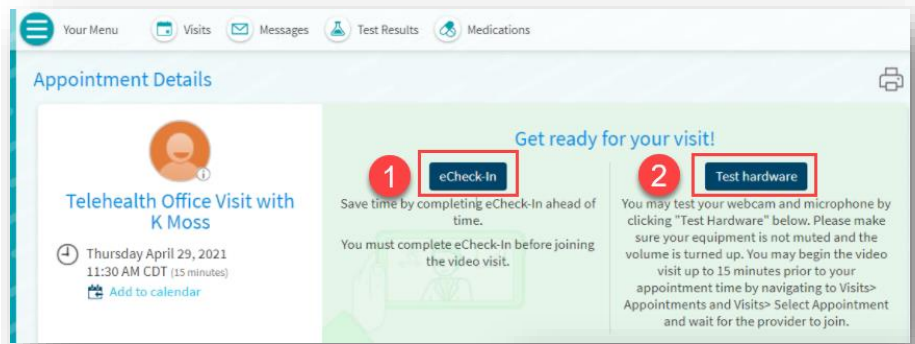 Your Menu Visits Messages Test Results Medications
Appointment Details
Telehealth Office Visit with
K Moss
Thursday April 29, 2021
11:30 AM CDT (15 minutes)
Add to calendar
Get ready for your visit!
1
eCheck-In
Save time by completing eCheck-In ahead of
time.
You must complete eCheck-In before joining
the video visit.
2
Test hardware
You may test your webcam and microphone by
clicking "Test Hardware" below. Please make
sure your equipment is not muted and the
volume is turned up. You may begin the video
visit up to 15 minutes prior to your
appointment time by navigating to Visits>
Appointments and Visits> Select Appointment
and wait for the provider to join.